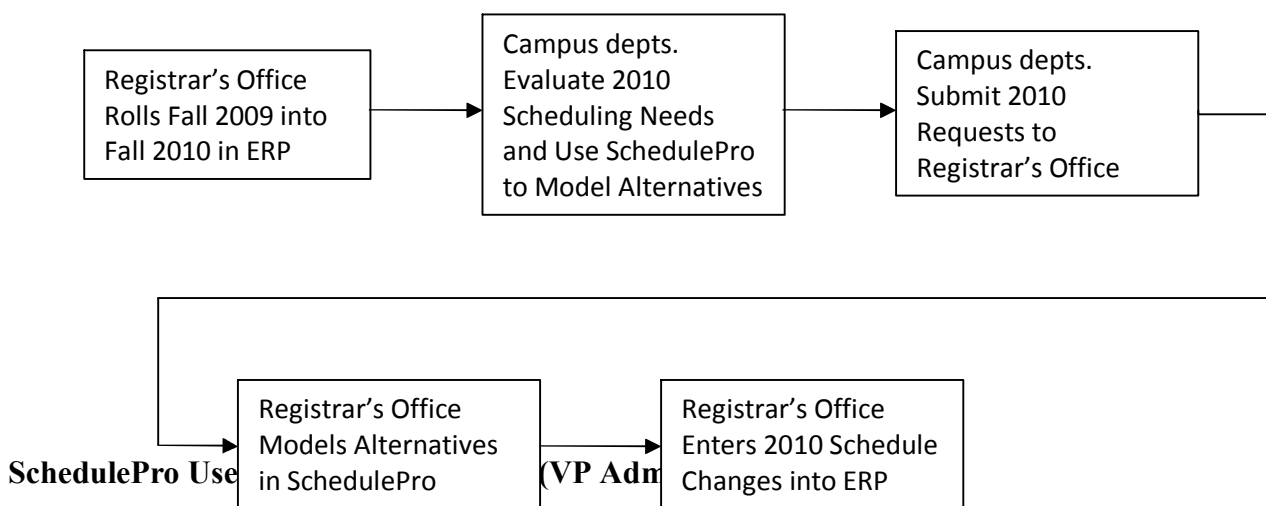 Registrar’s Office
Rolls Fall 2009 into
Fall 2010 in ERP
Campus depts.
Evaluate 2010
Scheduling Needs
and Use SchedulePro
to Model Alternatives
Campus depts.
Submit 2010
Requests to
Registrar’s Office
Registrar’s Office
Models Alternatives
in SchedulePro
Registrar’s Office
Enters 2010 Schedule
Changes into ERP
SchedulePro Use (VP